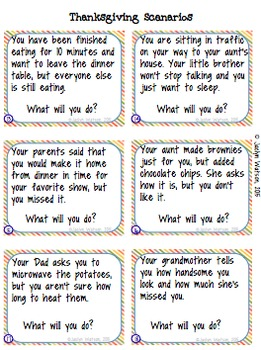 Thanksgiving Scenarios
You have been finished
eating for 10 minutes and
want to leave the dinner
table, but everyone else
is still eating.
What will you do?
You are sitting in traffic
on your way to your aunt's
house. Your little brother
won't stop talking and you
just want to sleep.
What will you do?
Your parents said that
you would make it home
from dinner in time for
your favorite show, but
you missed it.
What will you do?
Your aunt made brownies
just for you, but added
chocolate chips. She asks
how it is, but you don't
like it.
What will you do?
Your Dad asks you to
microwave the potatoes,
but you aren't sure how
long to heat them.
What will you do?
Your grandmother tells
you how handsome you
look and how much she's
missed you.
What will you do?
© Jaclyn Watson, 2015